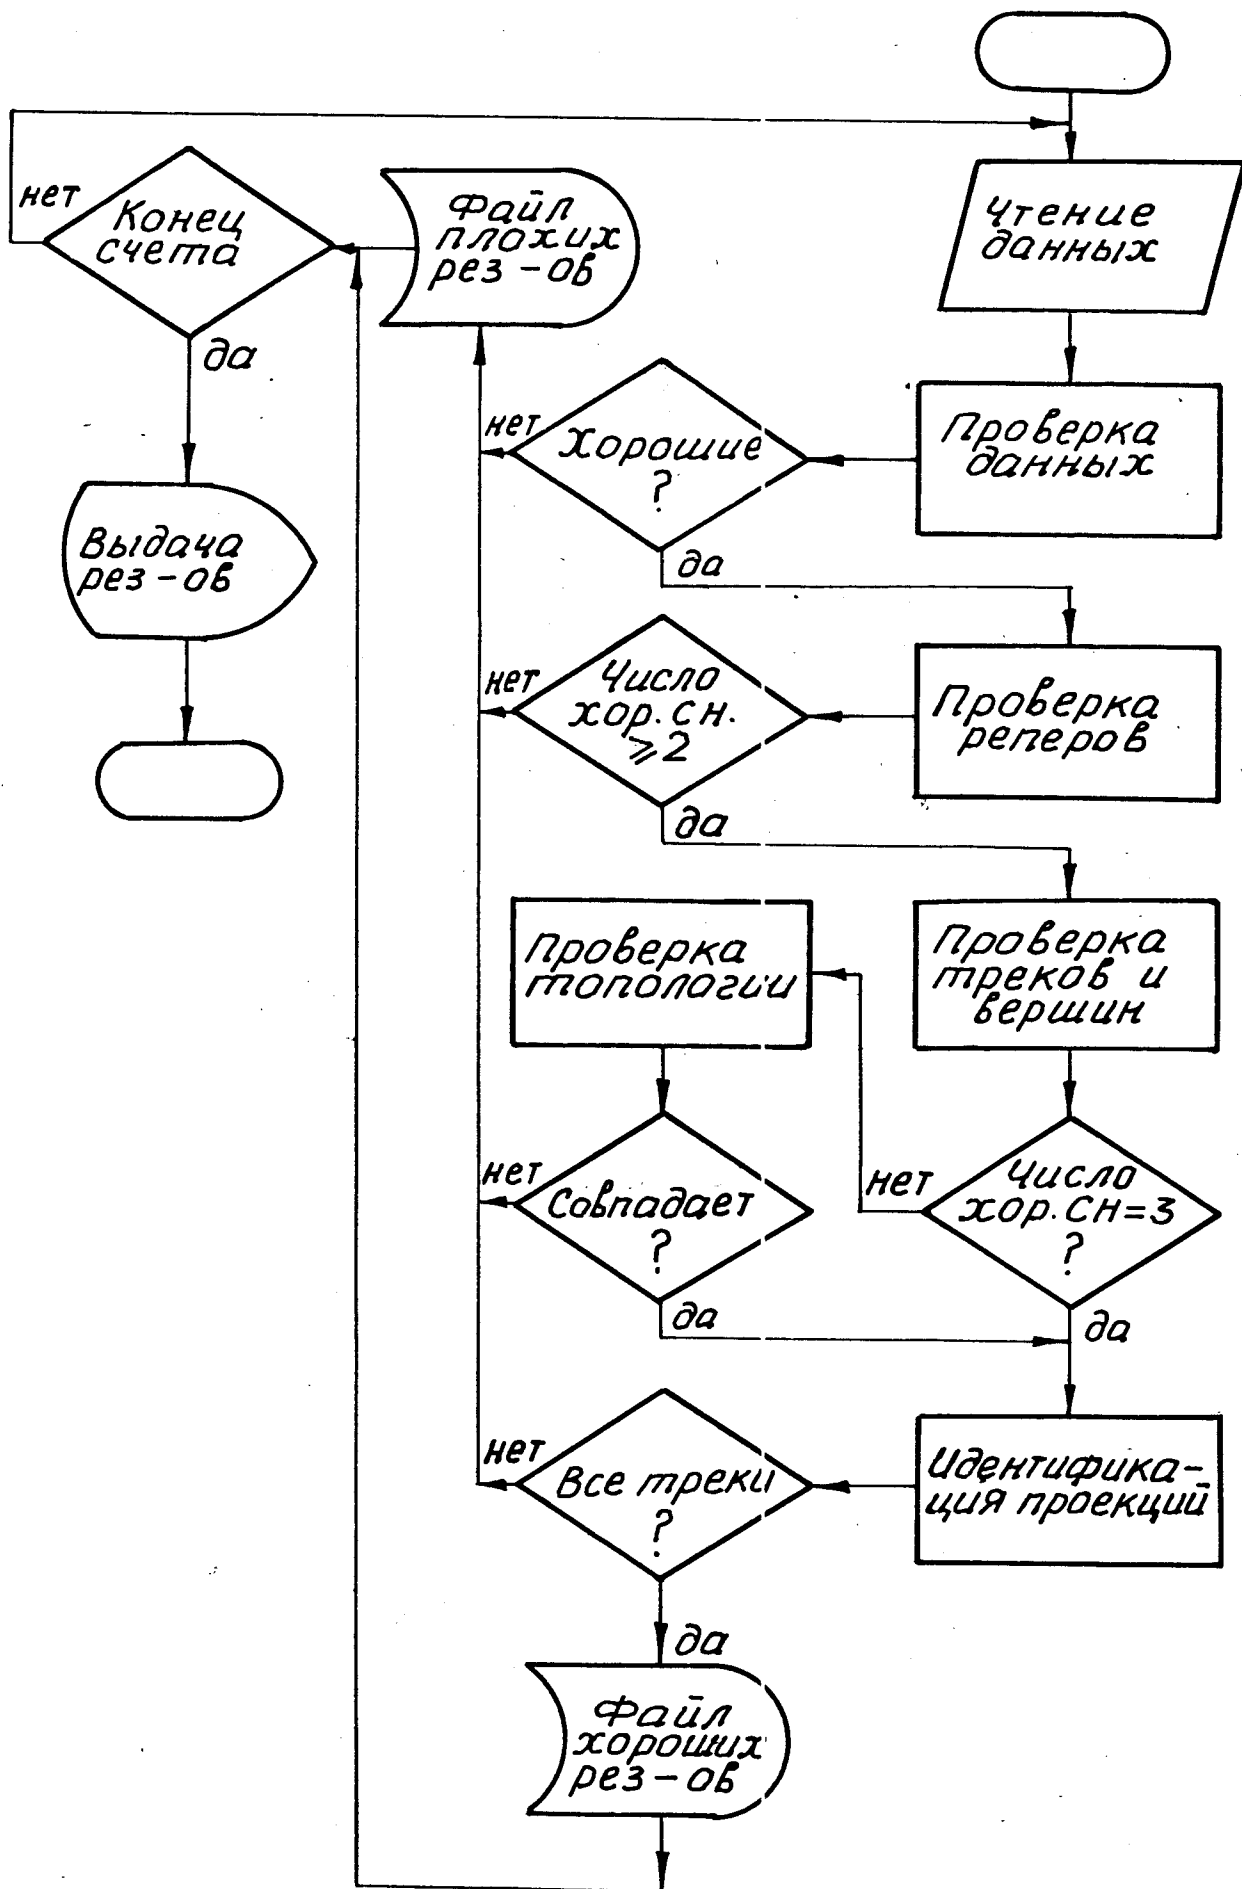 Чтение
данных
Проверка
данных
Хорошие
?
нет
да
Проверка
реперов
Число
хор. сн.
⩾ 2
нет
да
Проверка
треков и
вершин
Число
хор. сн = 3
?
нет
да
Проверка
топологии
Совпадает
?
нет
да
Идентифика-
ция проекций
Все треки
?
нет
да
Файл
хороших
рез-ов
Файл
плохих
рез-ов
Конец
счета
нет
да
Выдача
рез-ов